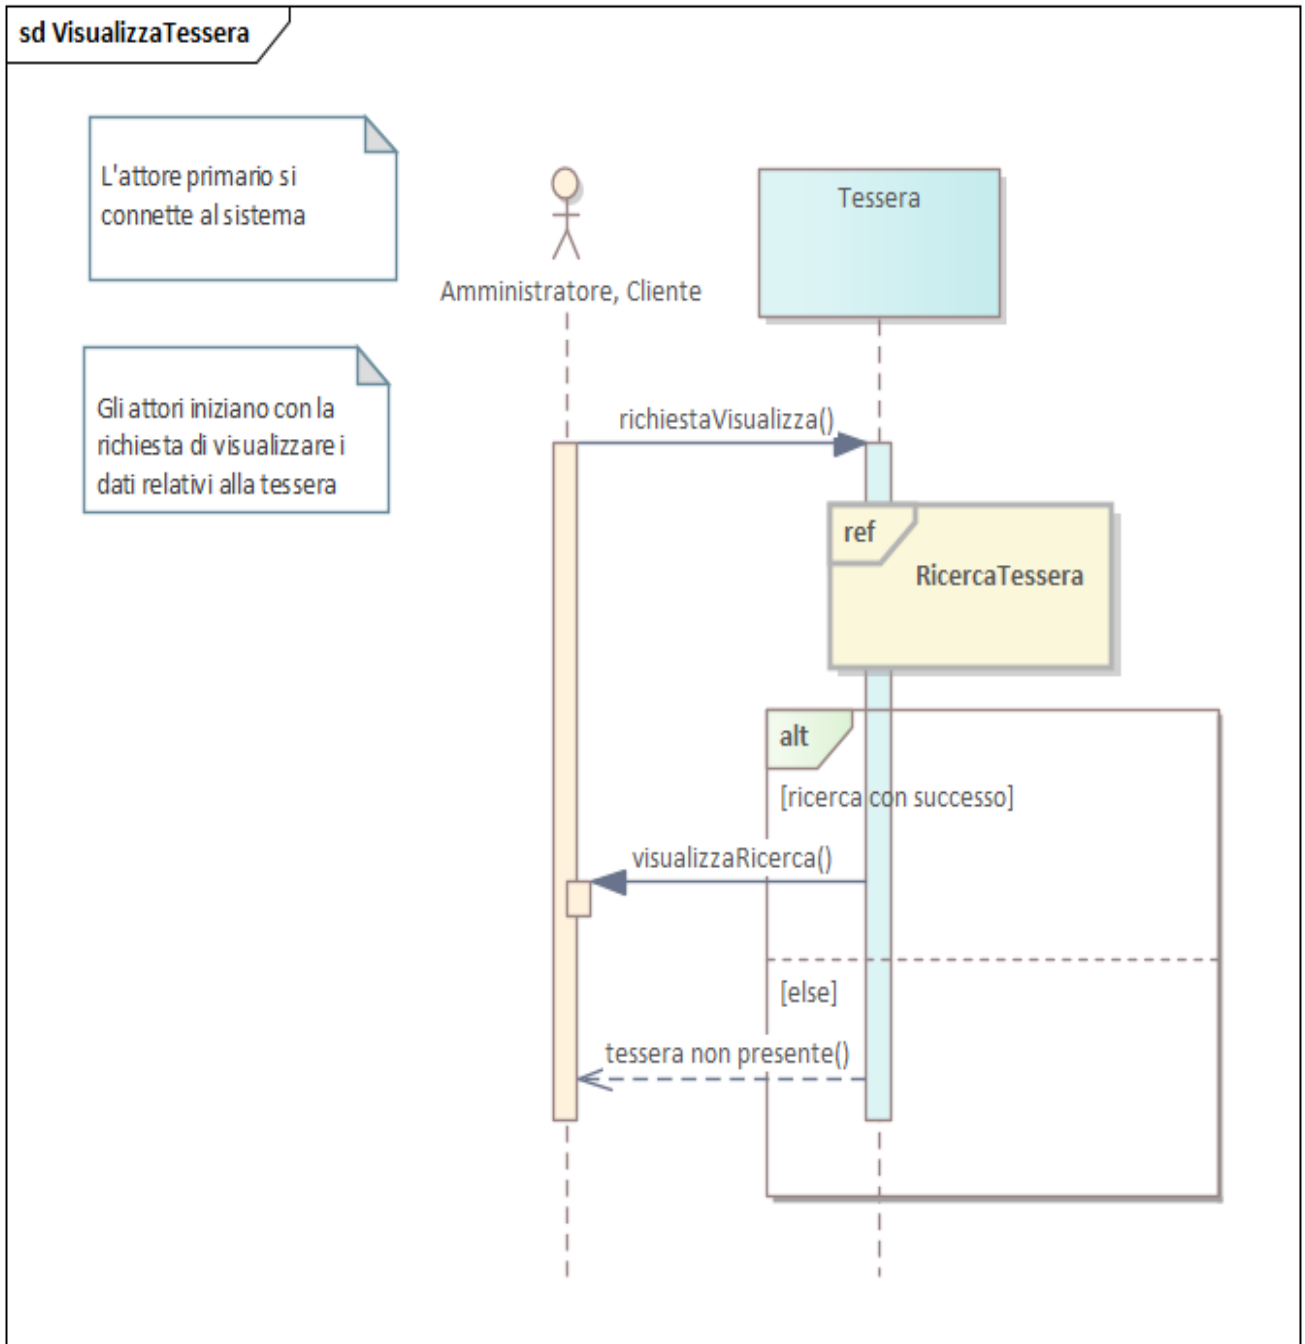 sd VisualizzaTessera
L'attore primario si
connette al sistema
Tessera
Amministratore, Cliente
Gli attori iniziano con la
richiesta di visualizzare i
dati relativi alla tessera
richiestaVisualizza()
ref
RicercaTessera
alt
[ricerca con successo]
visualizzaRicerca()
[else]
tessera non presente()